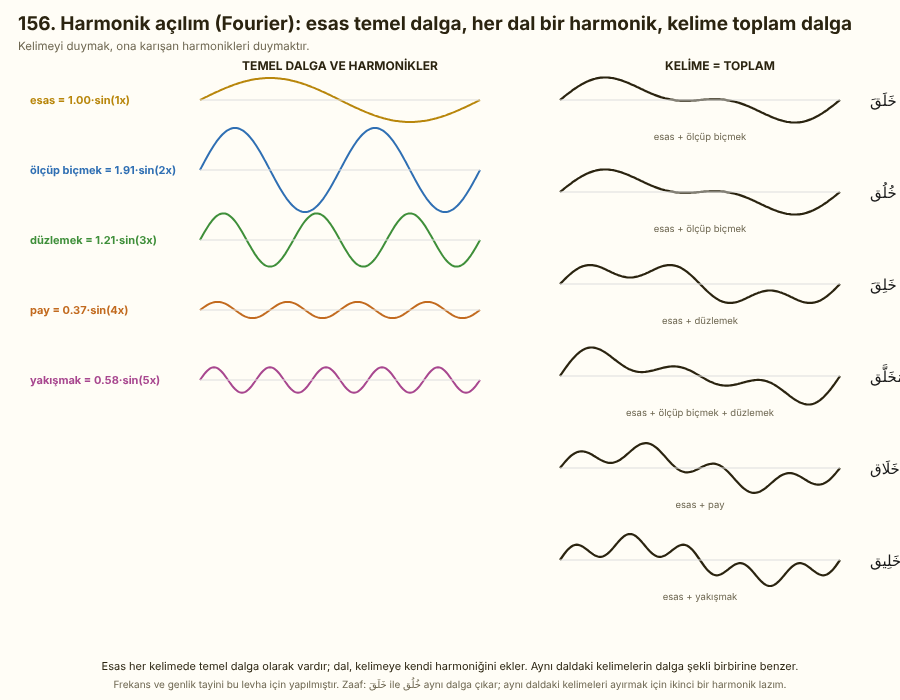 156. Harmonik açılım (Fourier): esas temel dalga, her dal bir harmonik, kelime toplam dalga
Kelimeyi duymak, ona karışan harmonikleri duymaktır.
TEMEL DALGA VE HARMONİKLER
esas = 1.00·sin(1x)
ölçüp biçmek = 1.91·sin(2x)
düzlemek = 1.21·sin(3x)
pay = 0.37·sin(4x)
yakışmak = 0.58·sin(5x)
KELİME = TOPLAM
خَلَقَ
esas + ölçüp biçmek
خُلُق
esas + ölçüp biçmek
خَلِقَ
esas + düzlemek
esas + ölçüp biçmek + düzlemek
خَلَاق
esas + pay
خَلِيق
esas + yakışmak
Esas her kelimede temel dalga olarak vardır; dal, kelimeye kendi harmoniğini ekler. Aynı daldaki kelimelerin dalga şekli birbirine benzer.
Frekans ve genlik tayini bu levha için yapılmıştır. Zaaf: خَلَقَ ile خُلُق aynı dalga çıkar; aynı daldaki kelimeleri ayırmak için ikinci bir harmonik lazım.